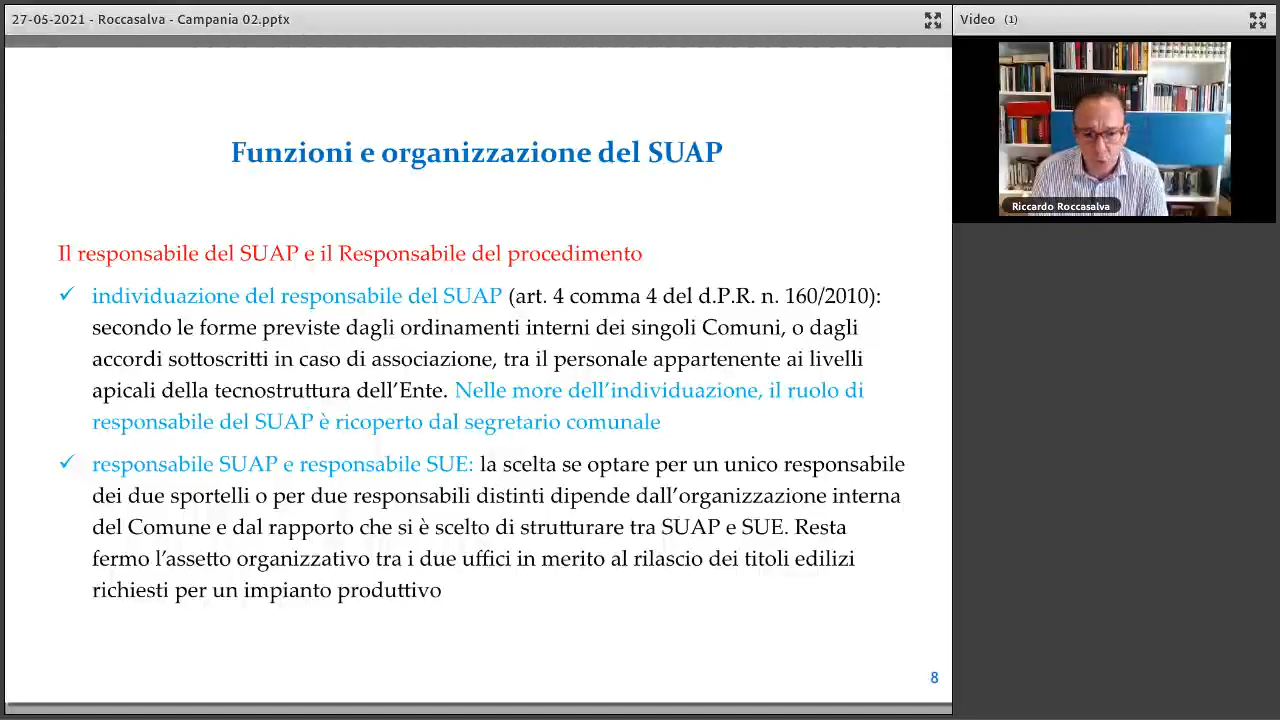 27-05-2021 - Roccasalva - Campania 02.pptx
Video (1)
Riccardo Roccasalva
Funzioni e organizzazione del SUAP
Il responsabile del SUAP e il Responsabile del procedimento
✓ individuazione del responsabile del SUAP (art. 4 comma 4 del d.P.R. n. 160/2010):
secondo le forme previste dagli ordinamenti interni dei singoli Comuni, o dagli
accordi sottoscritti in caso di associazione, tra il personale appartenente ai livelli
apicali della tecnostruttura dell'Ente. Nelle more dell'individuazione, il ruolo di
responsabile del SUAP è ricoperto dal segretario comunale
✓ responsabile SUAP e responsabile SUE: la scelta se optare per un unico responsabile
dei due sportelli o per due responsabili distinti dipende dall'organizzazione interna
del Comune e dal rapporto che si è scelto di strutturare tra SUAP e SUE. Resta
fermo l'assetto organizzativo tra i due uffici in merito al rilascio dei titoli edilizi
richiesti per un impianto produttivo
8